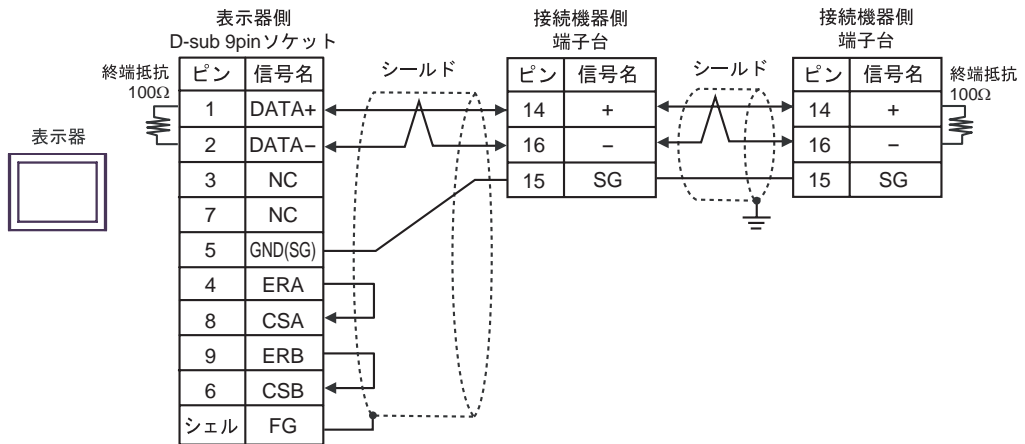 表示器側
D-sub 9pinソケット
終端抵抗
100Ω
表示器
ピン 信号名
1 DATA+
2 DATA−
3 NC
7 NC
5 GND(SG)
4 ERA
8 CSA
9 ERB
6 CSB
シェル FG
シールド
接続機器側
端子台
ピン 信号名
14 +
16 −
15 SG
シールド
接続機器側
端子台
ピン 信号名
14 +
16 −
15 SG
終端抵抗
100Ω